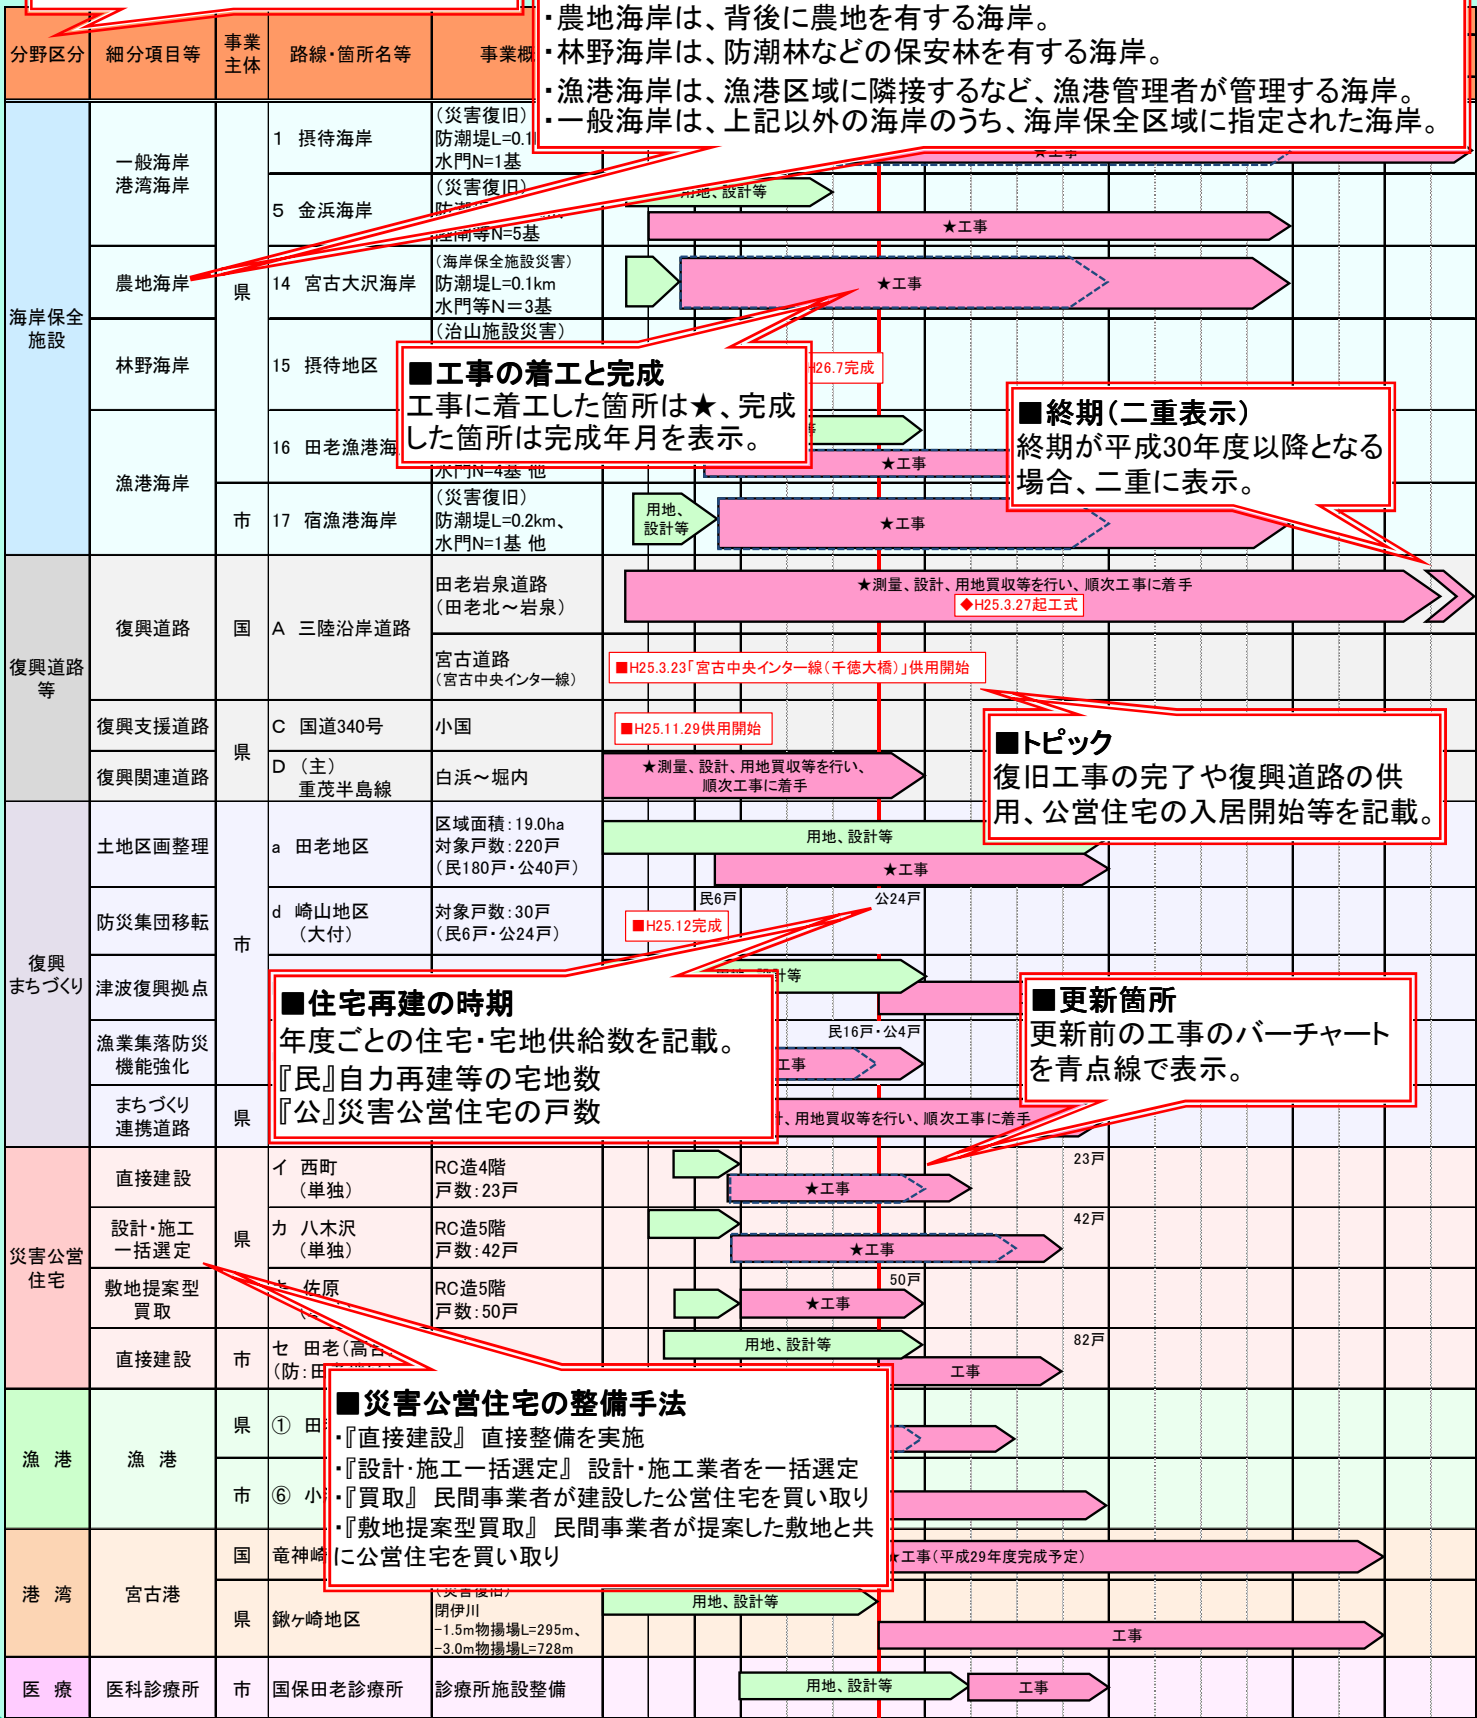 ・農地海岸は、背後に農地を有する海岸。
・林野海岸は、防潮林などの保安林を有する海岸。
・漁港海岸は、漁港区域に隣接するなど、漁港管理者が管理する海岸。
・一般海岸は、上記以外の海岸のうち、海岸保全区域に指定された海岸。
分野区分
細分項目等
事業
主体
路線・箇所名等
事業概
海岸保全
施設
一般海岸
港湾海岸
県
1 摂待海岸
(災害復旧)
防潮堤L=0.1
水門N=1基
★工事
5 金浜海岸
(災害復旧)
陸閘等N=5基
用地、設計等
★工事
農地海岸
14 宮古大沢海岸
(海岸保全施設災害)
防潮堤L=0.1km
水門等N=3基
★工事
林野海岸
15 摂待地区
(治山施設災害)
H26.7完成
■工事の着工と完成
工事に着工した箇所は★、完成
した箇所は完成年月を表示。
■終期(二重表示)
終期が平成30年度以降となる
場合、二重に表示。
漁港海岸
16 田老漁港海
水門N=4基 他
等
★工事
市
17 宿漁港海岸
(災害復旧)
防潮堤L=0.2km、
水門N=1基 他
用地、
設計等
★工事
復興道路
等
復興道路
国
A 三陸沿岸道路
田老岩泉道路
(田老北~岩泉)
★測量、設計、用地買収等を行い、順次工事に着手
◆H25.3.27起工式
宮古道路
(宮古中央インター線)
■H25.3.23「宮古中央インター線(千徳大橋)」供用開始
復興支援道路
県
C 国道340号
小国
■H25.11.29供用開始
復興関連道路
D (主)
重茂半島線
白浜~堀内
★測量、設計、用地買収等を行い、
順次工事に着手
■トピック
復旧工事の完了や復興道路の供
用、公営住宅の入居開始等を記載。
復興
まちづくり
土地区画整理
市
a 田老地区
区域面積:19.0ha
対象戸数:220戸
(民180戸・公40戸)
用地、設計等
★工事
防災集団移転
d 崎山地区
(大付)
対象戸数:30戸
(民6戸・公24戸)
民6戸
公24戸
■H25.12完成
津波復興拠点
用地、設計等
■住宅再建の時期
年度ごとの住宅・宅地供給数を記載。
『民』自力再建等の宅地数
『公』災害公営住宅の戸数
■更新箇所
更新前の工事のバーチャート
を青点線で表示。
漁業集落防災
機能強化
民16戸・公4戸
工事
まちづくり
連携道路
県
、用地買収等を行い、順次工事に着手
災害公営
住宅
直接建設
県
イ 西町
(単独)
RC造4階
戸数:23戸
★工事
23戸
設計・施工
一括選定
カ 八木沢
(単独)
RC造5階
戸数:42戸
★工事
42戸
敷地提案型
買取
佐原
RC造5階
戸数:50戸
★工事
50戸
直接建設
市
セ 田老(高台
(防:田
用地、設計等
工事
82戸
■災害公営住宅の整備手法
・『直接建設』 直接整備を実施
・『設計・施工一括選定』 設計・施工業者を一括選定
・『買取』 民間事業者が建設した公営住宅を買い取り
・『敷地提案型買取』 民間事業者が提案した敷地と共
に公営住宅を買い取り
漁 港
漁 港
県
① 田
市
⑥ 小
港 湾
宮古港
国
竜神崎
★工事(平成29年度完成予定)
県
鍬ヶ崎地区
(災害復旧)
閉伊川
-1.5m物揚場L=295m、
-3.0m物揚場L=728m
用地、設計等
工事
医 療
医科診療所
市
国保田老診療所
診療所施設整備
用地、設計等
工事